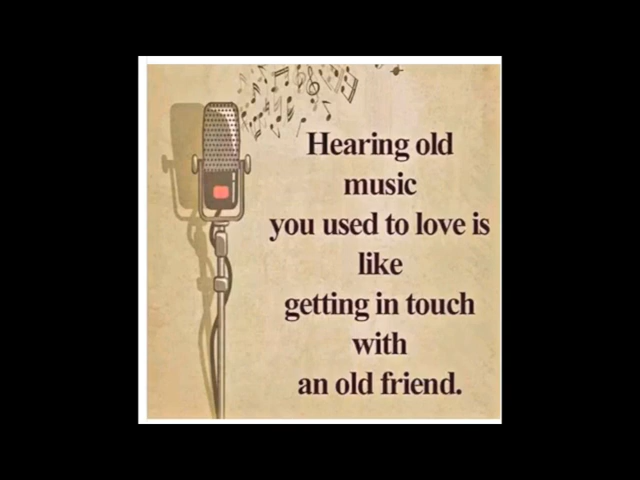 Hearing old
music
you used to love is
like
getting in touch
with
an old friend.